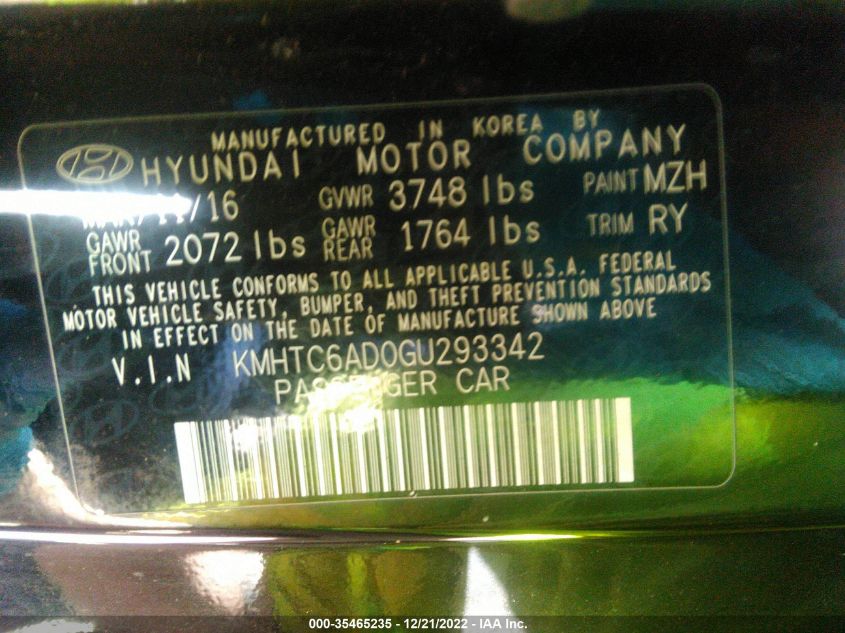 MANUFACTURED IN KOREA BY
HYUNDAI MOTOR COMPANY
/16 GVWR 3748 lbs PAINT MZH
GAWR FRONT 2072 lbs GAWR REAR 1764 lbs TRIM RY
THIS VEHICLE CONFORMS TO ALL APPLICABLE U.S.A. FEDERAL
MOTOR VEHICLE SAFETY, BUMPER, AND THEFT PREVENTION STANDARDS
IN EFFECT ON THE DATE OF MANUFACTURE SHOWN ABOVE
V.I.N KMHTC6AD0GU293342
PASSENGER CAR
000-35465235 - 12/21/2022 - IAA Inc.